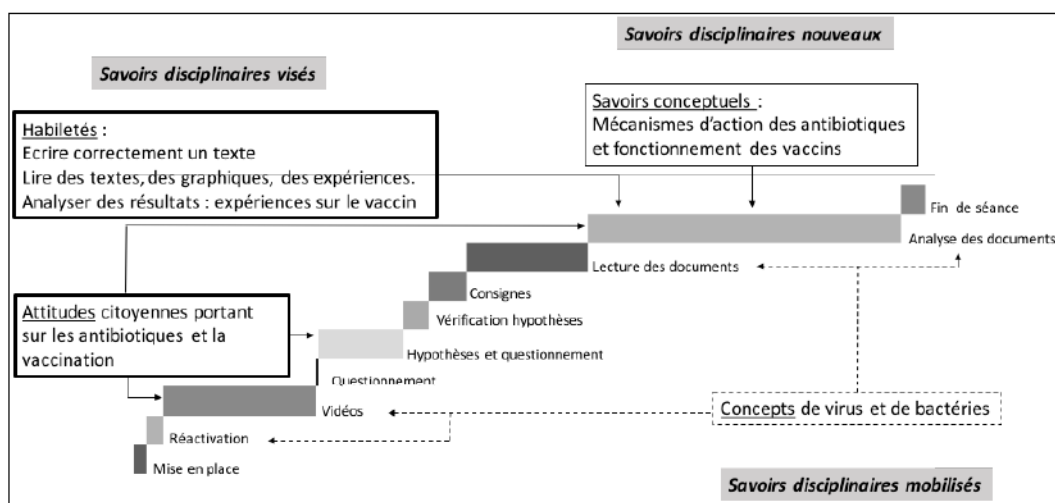 Savoirs disciplinaires nouveaux
Savoirs disciplinaires visés
Habiletés :
Ecrire correctement un texte
Lire des textes, des graphiques, des expériences.
Analyser des résultats : expériences sur le vaccin
Savoirs conceptuels :
Mécanismes d'action des antibiotiques
et fonctionnement des vaccins
Fin de séance
Analyse des documents
Lecture des documents
Consignes
Vérification hypothèses
Attitudes citoyennes portant
sur les antibiotiques et la
vaccination
Hypothèses et questionnement
Questionnement
Vidéos
Concepts de virus et de bactéries
Réactivation
Mise en place
Savoirs disciplinaires mobilisés